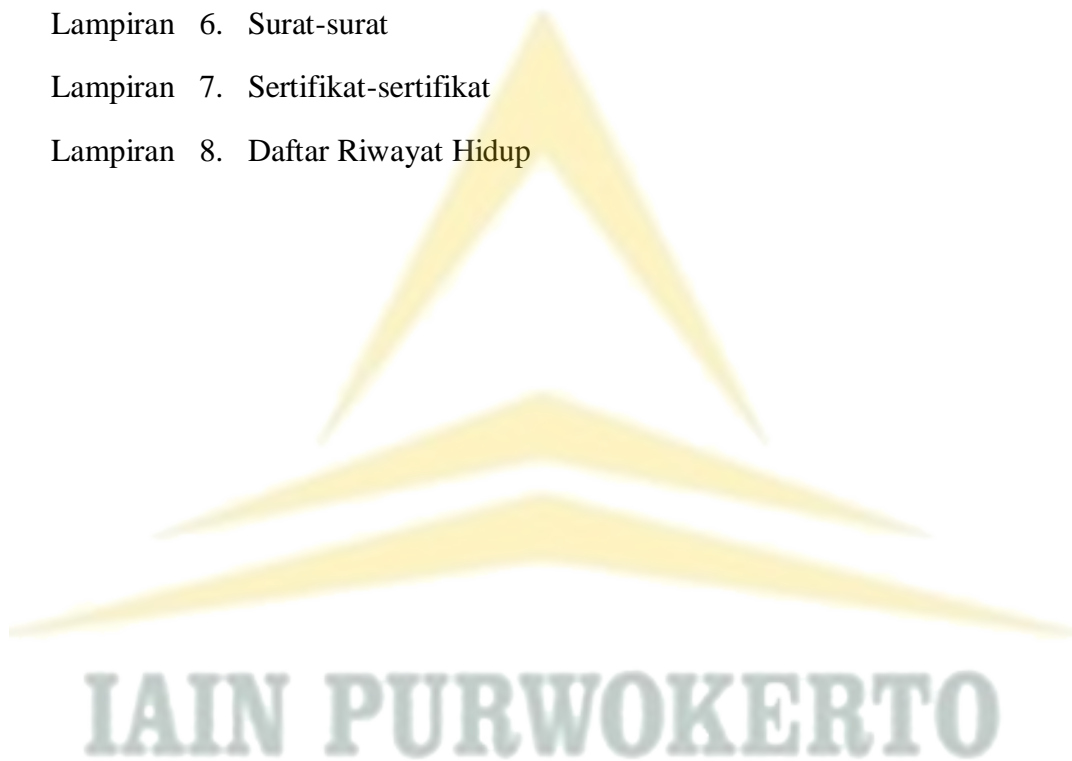 Lampiran 6. Surat-surat
Lampiran 7. Sertifikat-sertifikat
Lampiran 8. Daftar Riwayat Hidup
IAIN PURWOKERTO